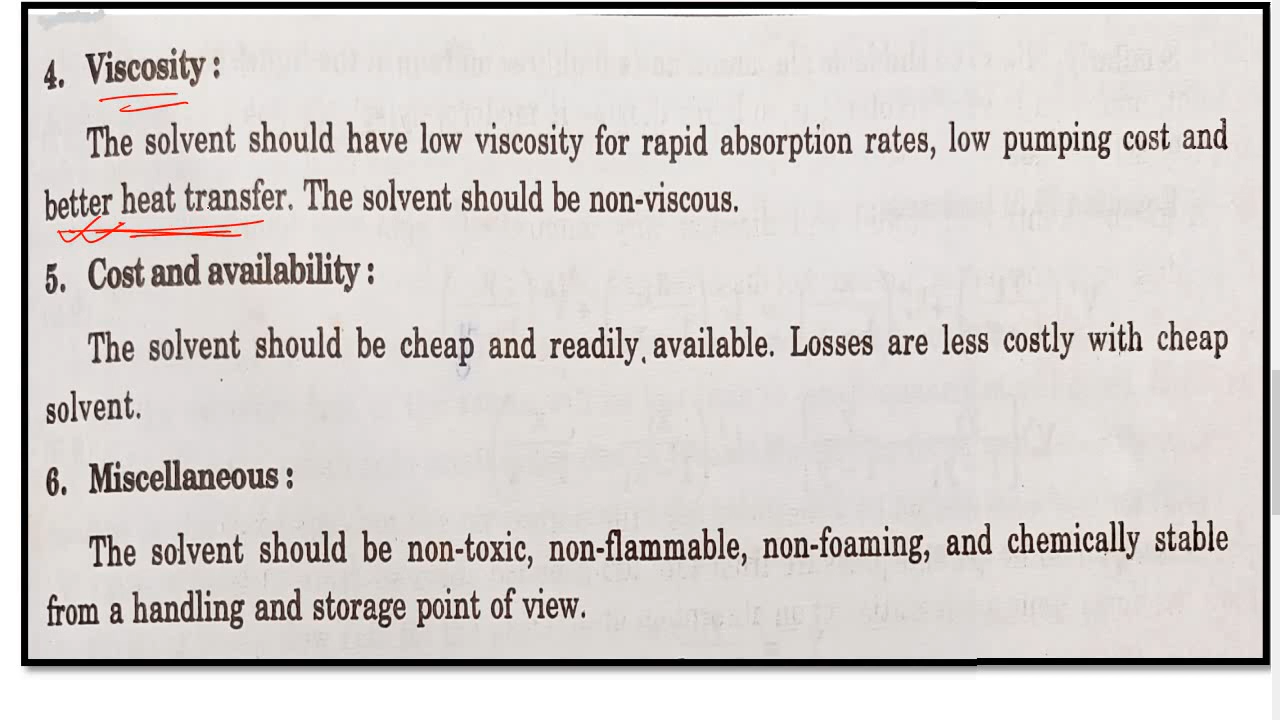 4. Viscosity :
The solvent should have low viscosity for rapid absorption rates, low pumping cost and
better heat transfer. The solvent should be non-viscous.
5. Cost and availability :
The solvent should be cheap and readily available. Losses are less costly with cheap
solvent.
6. Miscellaneous :
The solvent should be non-toxic, non-flammable, non-foaming, and chemically stable
from a handling and storage point of view.